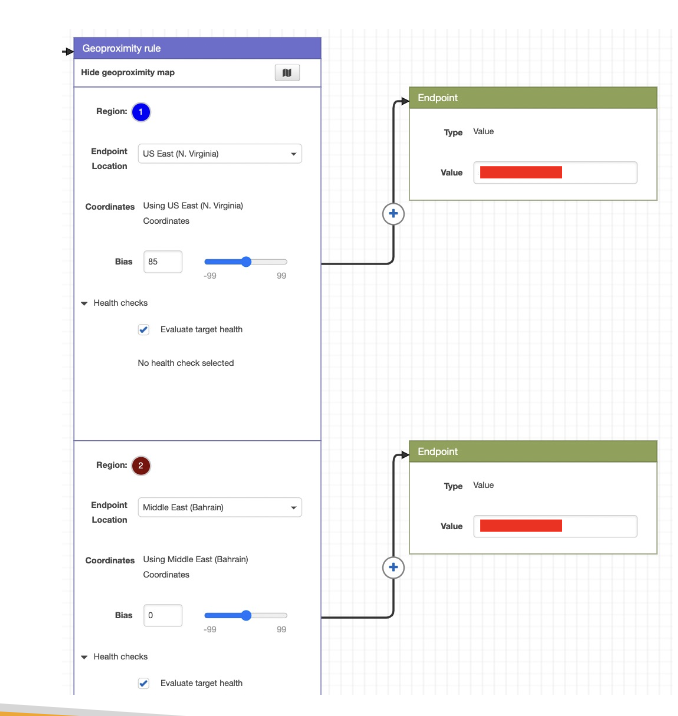 Geoproximity rule
Hide geoproximity map
Region: 1
Endpoint Location
US East (N. Virginia)
Coordinates
Using US East (N. Virginia)
Coordinates
Bias
85
-99 99
Health checks
Evaluate target health
No health check selected
Endpoint
Type Value
Value
Region: 2
Endpoint Location
Middle East (Bahrain)
Coordinates
Using Middle East (Bahrain)
Coordinates
Bias
0
-99 99
Health checks
Evaluate target health
Endpoint
Type Value
Value